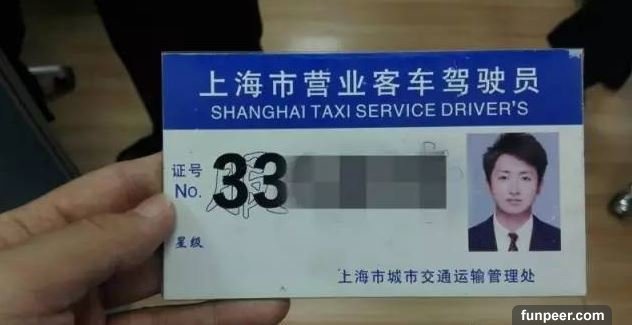 上海市营业客车驾驶员
SHANGHAI TAXI SERVICE DRIVER'S
证号
No. 33
星级
上海市城市交通运输管理处
funpeer.com